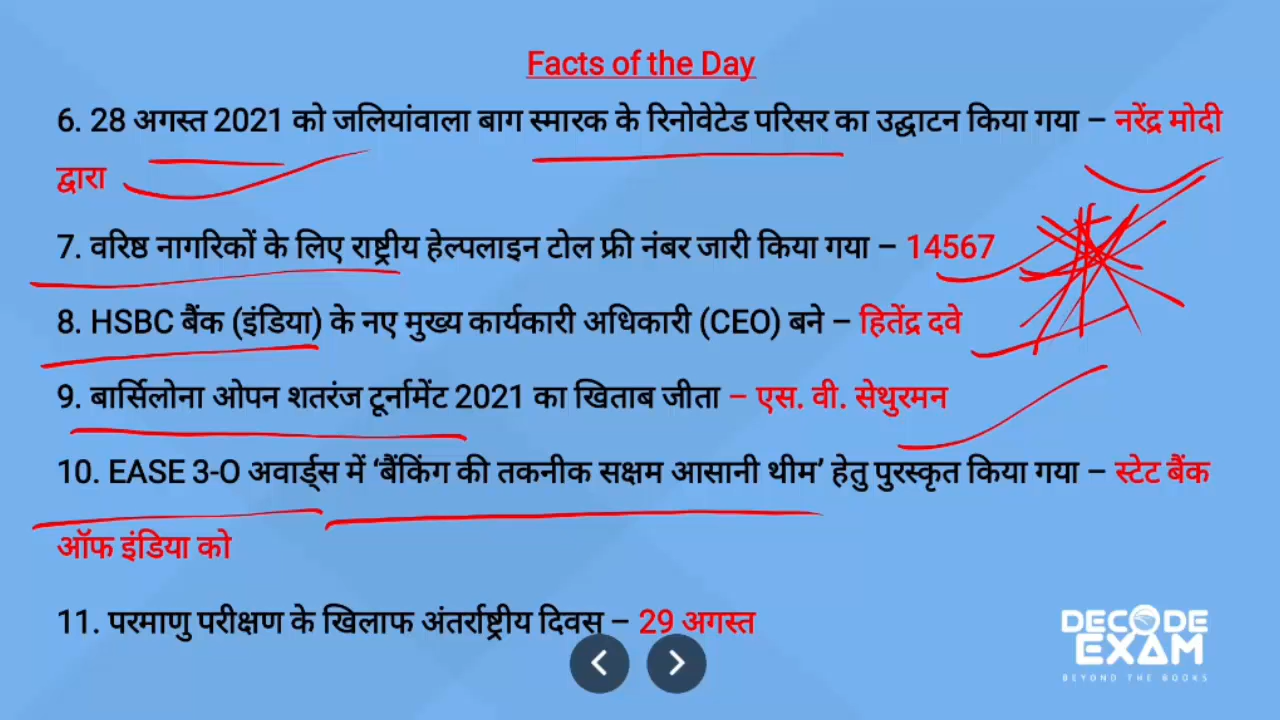 Facts of the Day
6. 28 अगस्त 2021 को जलियांवाला बाग स्मारक के रिनोवेटेड परिसर का उद्घाटन किया गया – नरेंद्र मोदी
द्वारा
7. वरिष्ठ नागरिकों के लिए राष्ट्रीय हेल्पलाइन टोल फ्री नंबर जारी किया गया – 14567
8. HSBC बैंक (इंडिया) के नए मुख्य कार्यकारी अधिकारी (CEO) बने – हितेंद्र दवे
9. बार्सिलोना ओपन शतरंज टूर्नामेंट 2021 का खिताब जीता – एस. वी. सेथुरमन
10. EASE 3-O अवार्ड्स में ‘बैंकिंग की तकनीक सक्षम आसानी थीम’ हेतु पुरस्कृत किया गया – स्टेट बैंक
ऑफ इंडिया को
11. परमाणु परीक्षण के खिलाफ अंतर्राष्ट्रीय दिवस – 29 अगस्त
DECODE
EXAM
BEYOND THE BOOKS